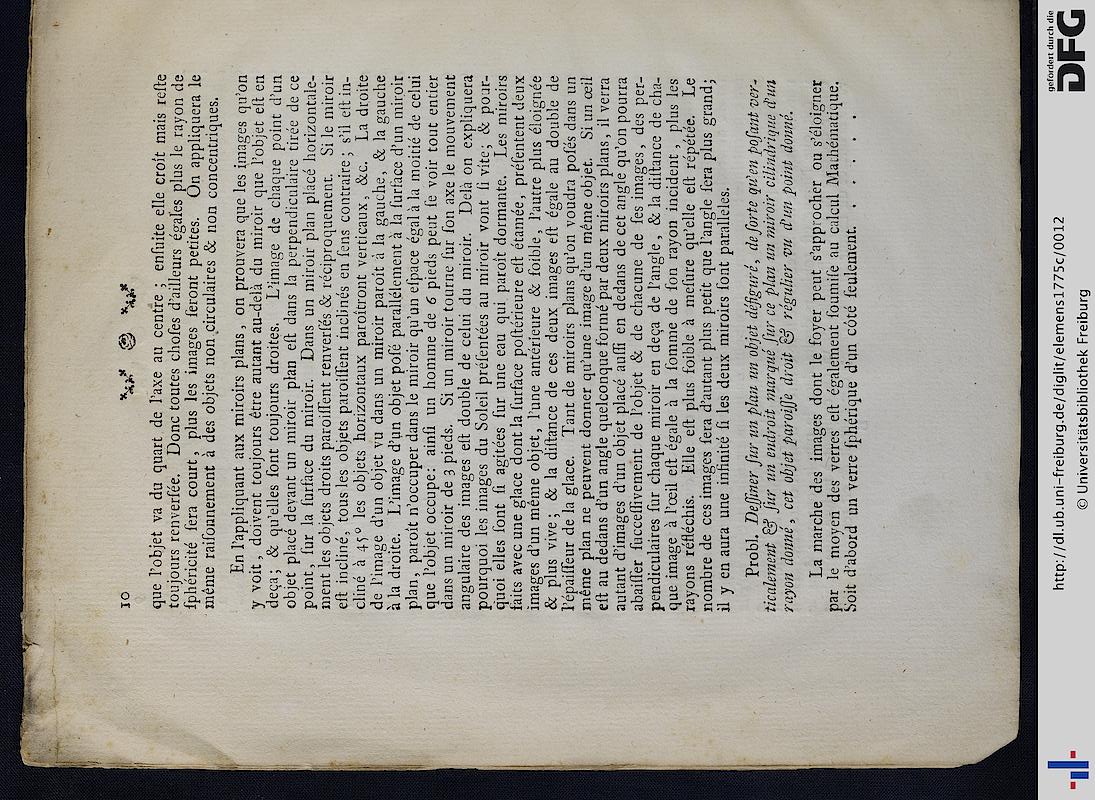 10
que l'objet va du quart de l'axe au centre ; enſuite elle croît mais reſte
toujours renverſée. Donc toutes choſes d'ailleurs égales plus le rayon de
ſphéricité ſera court, plus les images ſeront petites. On appliquera le
même raiſonnement à des objets non circulaires & non concentriques.
En l'appliquant aux miroirs plans, on prouvera que les images qu'on
y voit, doivent toujours être autant au-delà du miroir que l'objet eſt en
deça; & qu'elles ſont toujours droites. L'image de chaque point d'un
objet placé devant un miroir plan eſt dans la perpendiculaire tirée de ce
point, ſur la ſurface du miroir. Dans un miroir plan placé horizontale-
ment les objets droits paroiſſent renverſés & réciproquement. Si le miroir
eſt incliné, tous les objets paroiſſent inclinés en ſens contraire; s'il eſt in-
cliné à 45° les objets horizontaux paroîtront verticaux, &c. La droite
de l'image d'un objet vu dans un miroir paroît à la gauche, & la gauche
à la droite. L'image d'un objet poſé parallélement à la ſurface d'un miroir
plan, paroît n'occuper dans le miroir qu'un eſpace égal à la moitié de celui
que l'objet occupe: ainſi un homme de 6 pieds peut ſe voir tout entier
dans un miroir de 3 pieds. Si un miroir tourne ſur ſon axe le mouvement
angulaire des images eſt double de celui du miroir. Delà on expliquera
pourquoi les images du Soleil préſentées au miroir vont ſi vite; & pour-
quoi elles ſont ſi agitées ſur une eau qui paroît dormante. Les miroirs
faits avec une glace dont la ſurface poſtérieure eſt étamée, préſentent deux
images d'un même objet, l'une antérieure & foible, l'autre plus éloignée
& plus vive; & la diſtance de ces deux images eſt égale au double de
l'épaiſſeur de la glace. Tant de miroirs plans qu'on voudra poſés dans un
même plan ne peuvent donner qu'une image d'un même objet. Si un œil
eſt au dedans d'un angle quelconque formé par deux miroirs plans, il verra
autant d'images d'un objet placé auſſi en dedans de cet angle qu'on pourra
abaiſſer ſucceſſivement de l'objet & de chacune de ſes images, des per-
pendiculaires ſur chaque miroir en deça de l'angle, & la diſtance de cha-
que image à l'œil eſt égale à la ſomme de ſon rayon incident, plus les
rayons réfléchis. Elle eſt plus foible à meſure qu'elle eſt répétée. Le
nombre de ces images ſera d'autant plus petit que l'angle ſera plus grand;
il y en aura une infinité ſi les deux miroirs ſont paralleles.
Probl. Deſſiner ſur un plan un objet défiguré, de ſorte qu'en poſant ver-
ticalement & ſur un endroit marqué ſur ce plan un miroir cilindrique d'un
rayon donné, cet objet paroiſſe droit & régulier vu d'un point donné.
La marche des images dont le foyer peut s'approcher ou s'éloigner
par le moyen des verres eſt également ſoumiſe au calcul Mathématique.
Soit d'abord un verre ſphérique d'un côté ſeulement. . . . . .
http://dl.ub.uni-freiburg.de/diglit/elemens1775c/0012
© Universitätsbibliothek Freiburg
gefördert durch die
DFG